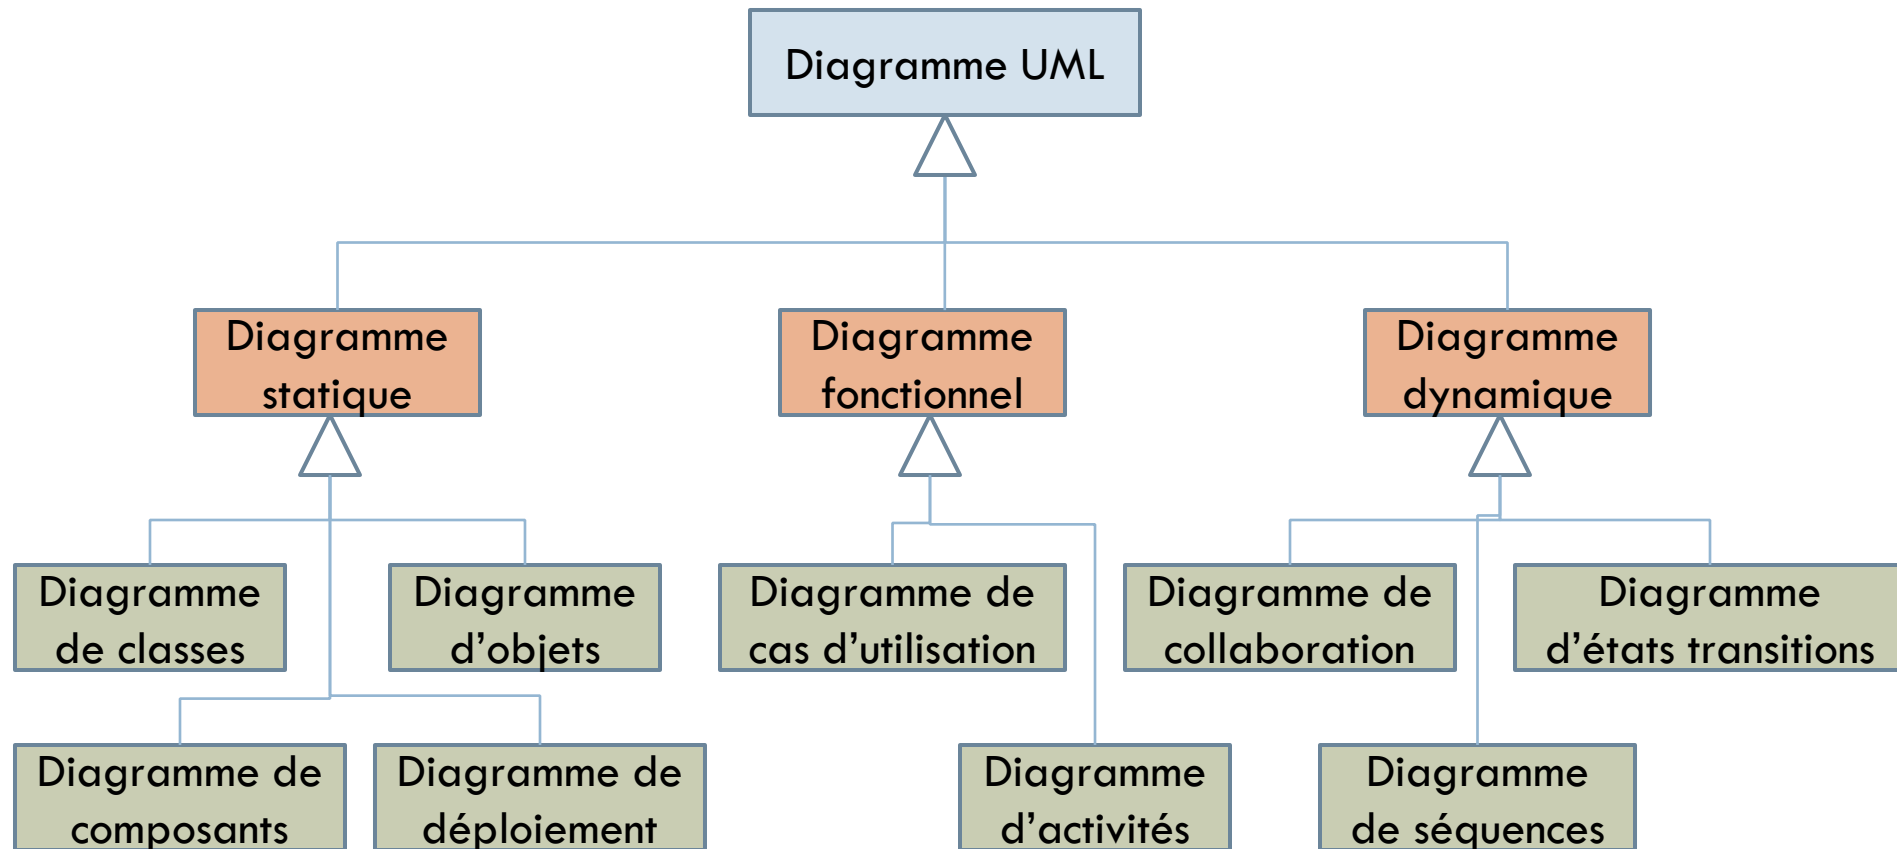 Diagramme UML
Diagramme
statique
Diagramme
fonctionnel
Diagramme
dynamique
Diagramme
de classes
Diagramme
d’objets
Diagramme de
cas d’utilisation
Diagramme de
collaboration
Diagramme
d’états transitions
Diagramme de
composants
Diagramme de
déploiement
Diagramme
d’activités
Diagramme
de séquences